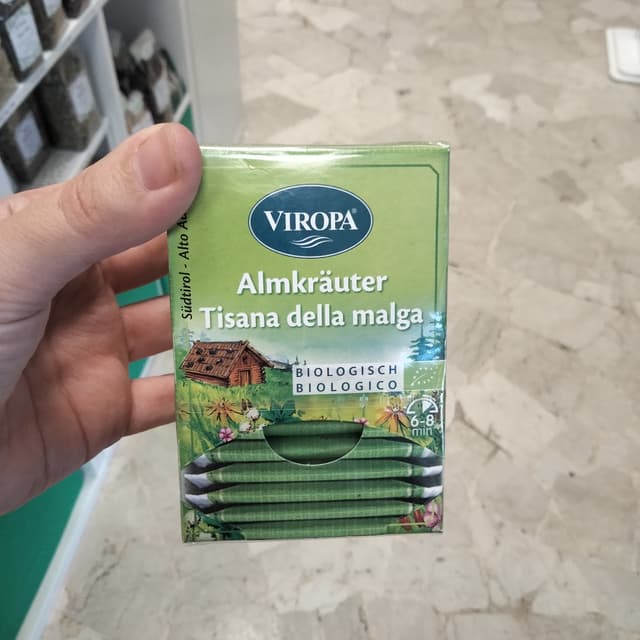 VIROPA®
Almkräuter
Tisana della malga
BIOLOGISCH
BIOLOGICO
6-8
min
Südtirol - Alto